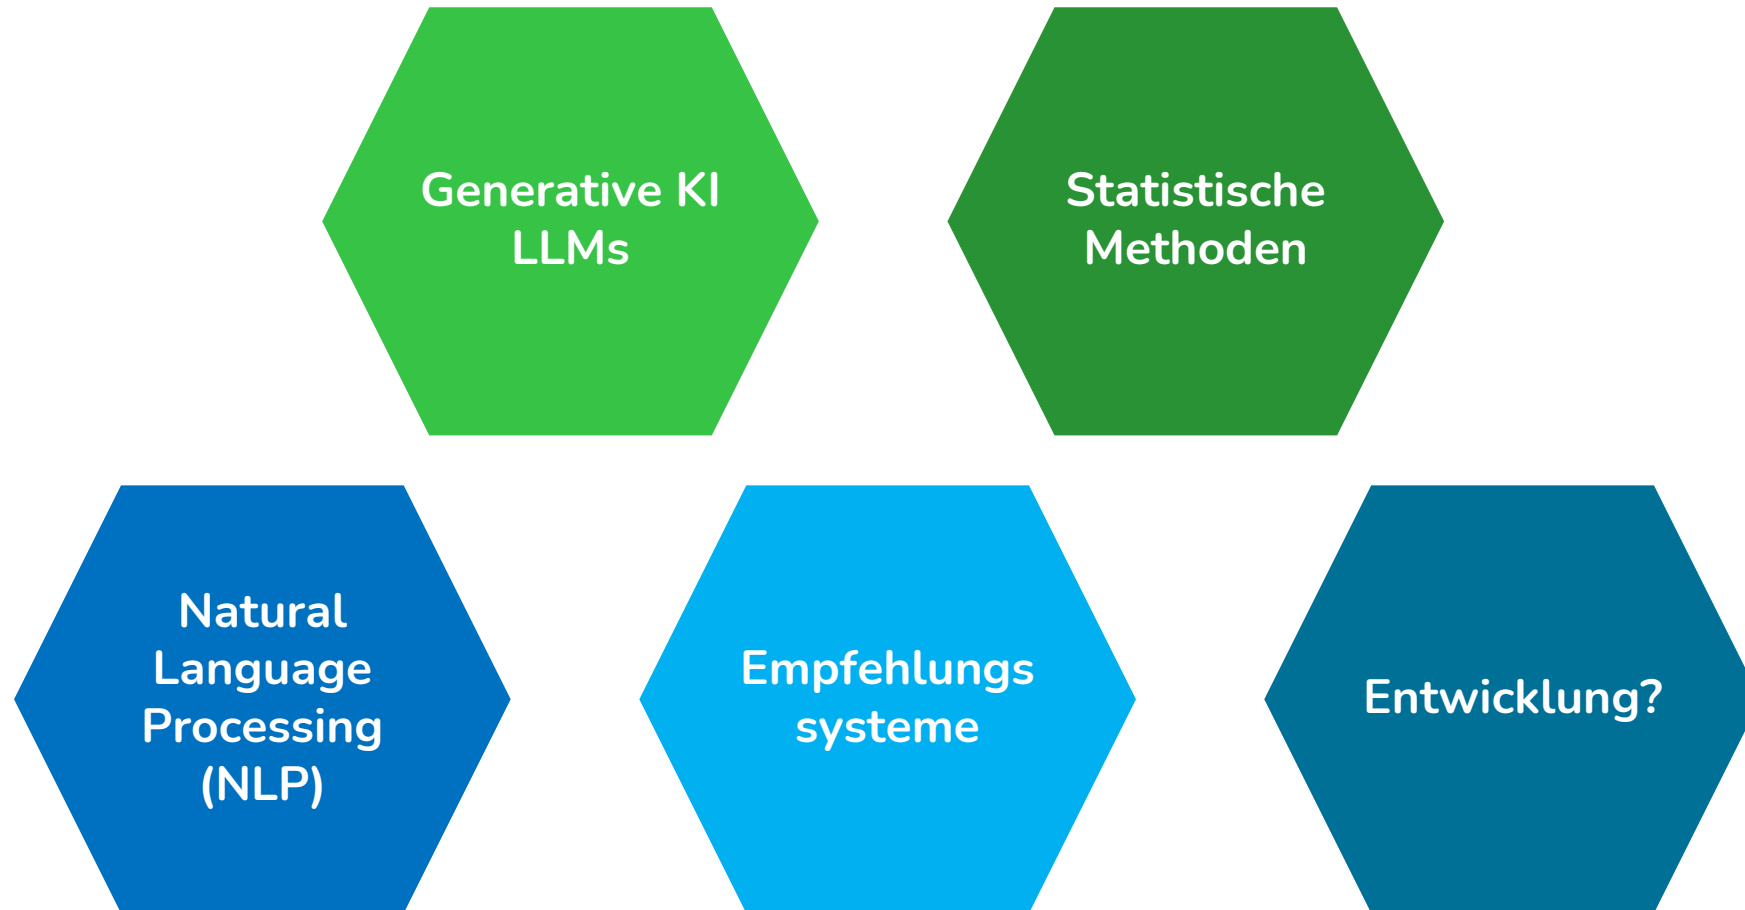 Generative KI
LLMs
Statistische
Methoden
Natural
Language
Processing
(NLP)
Empfehlungs
systeme
Entwicklung?